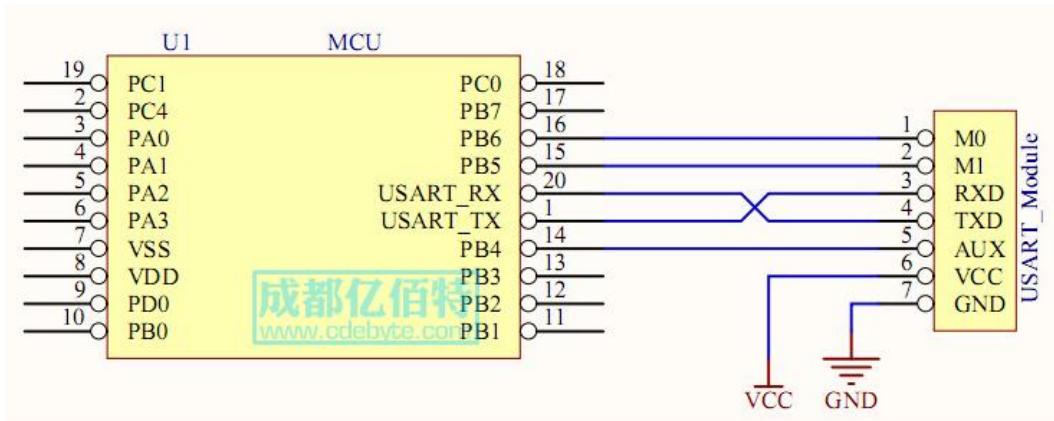 U1 MCU
19 PC1 PC0 18
2 PC4 PB7 17
3 PA0 PB6 16 1 M0
4 PA1 PB5 15 2 M1
5 PA2 USART_RX 20 3 RXD
6 PA3 USART_TX 1 4 TXD
7 VSS PB4 14 5 AUX
8 VDD PB3 13 6 VCC
9 PD0 PB2 12 7 GND
10 PB0 PB1 11
USART_Module
成都亿佰特
www.cdebyte.com
VCC GND